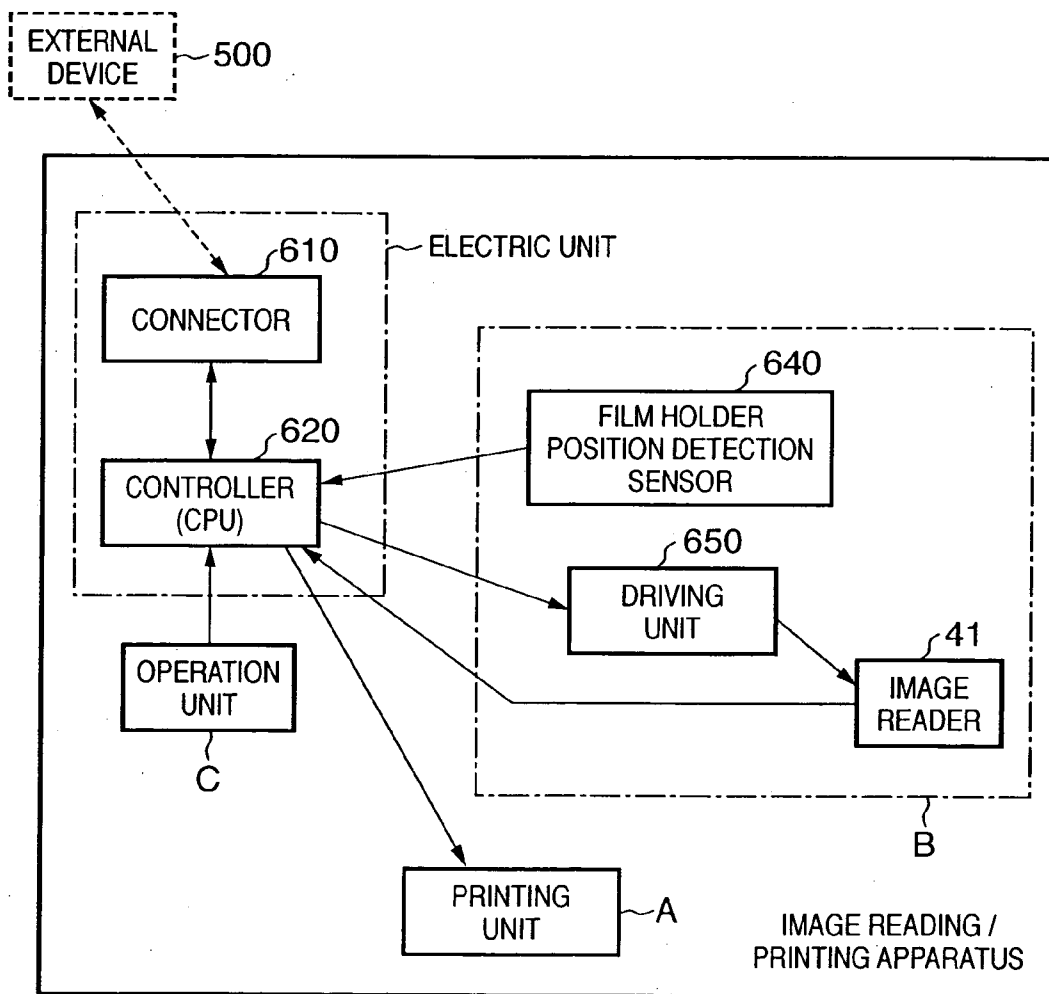 EXTERNAL
DEVICE
500
610
ELECTRIC UNIT
CONNECTOR
640
FILM HOLDER
POSITION DETECTION
SENSOR
620
CONTROLLER
(CPU)
650
DRIVING
UNIT
41
OPERATION
UNIT
IMAGE
READER
C
B
PRINTING
UNIT
A
IMAGE READING /
PRINTING APPARATUS